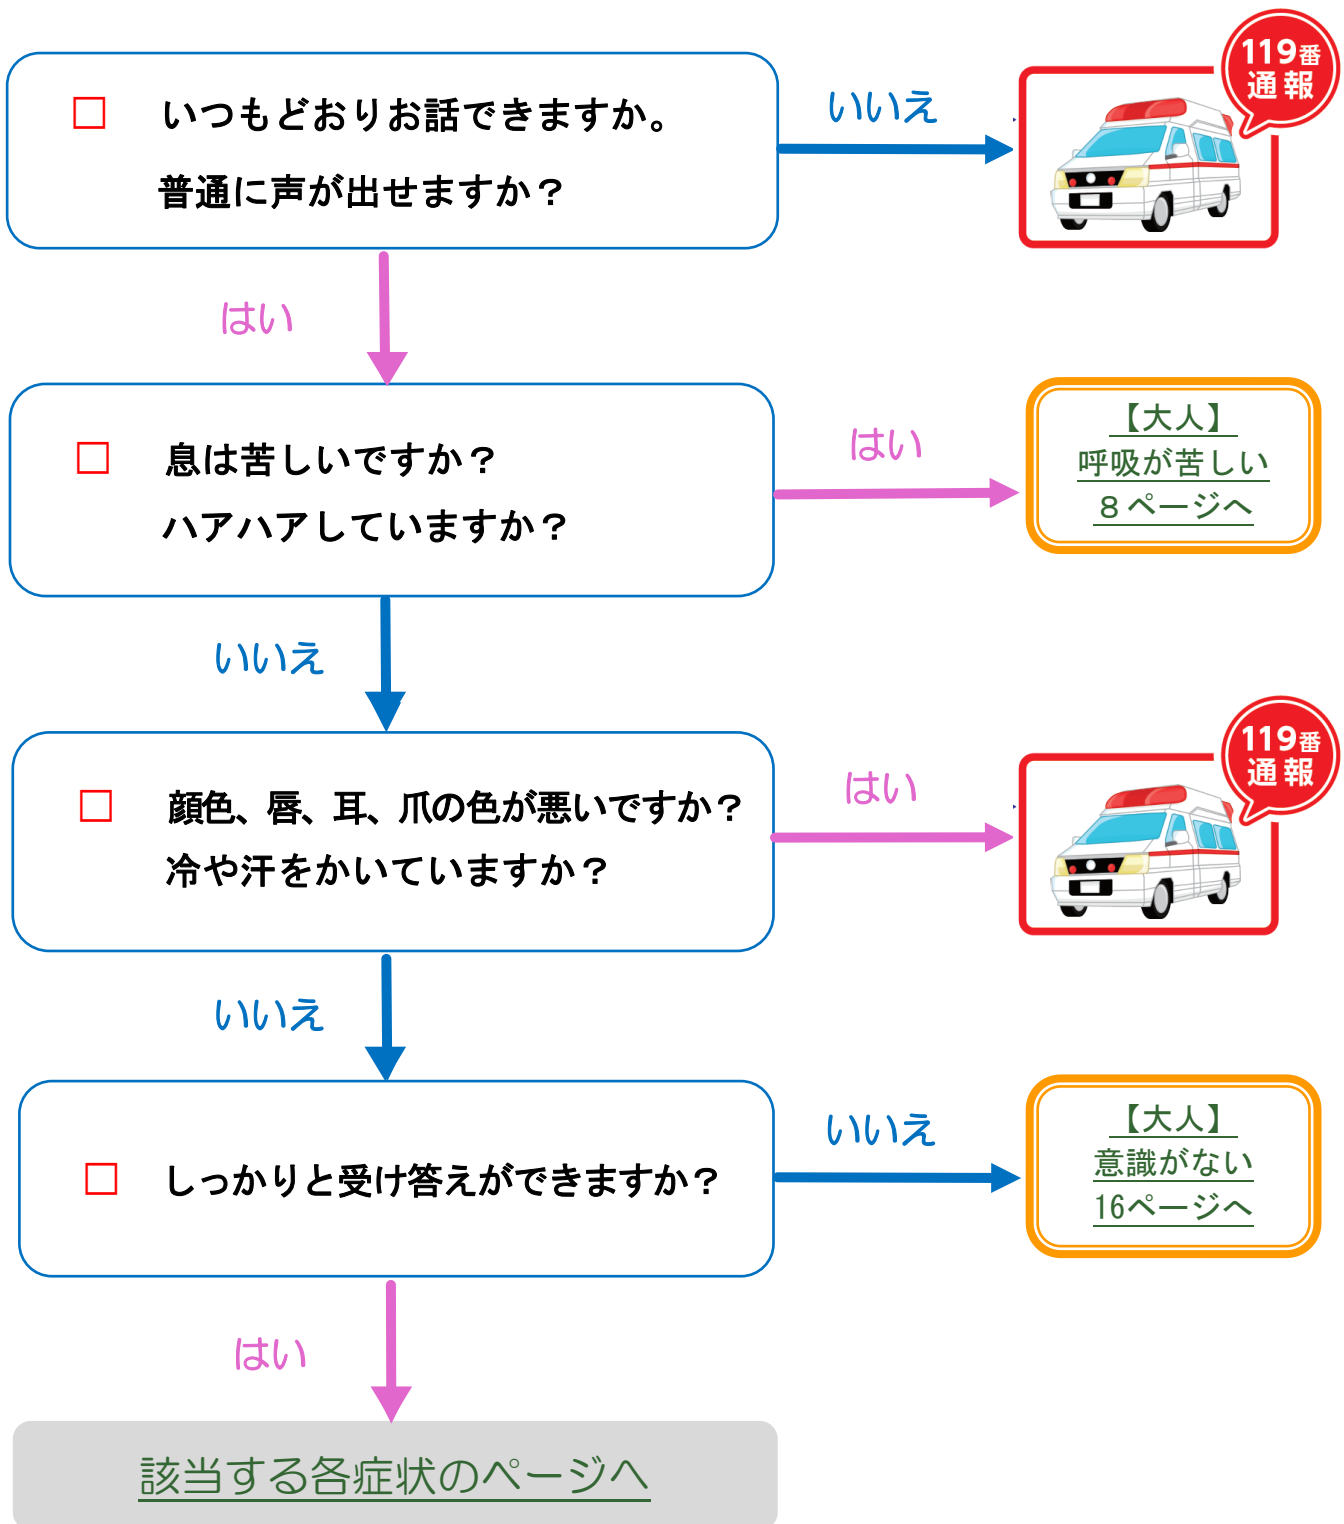 いつもどおりお話できますか。
普通に声が出せますか？
いいえ
119番
通報
はい
息は苦しいですか？
ハアハアしていますか？
はい
【大人】
呼吸が苦しい
８ページへ
いいえ
顔色、唇、耳、爪の色が悪いですか？
冷や汗をかいていますか？
はい
119番
通報
いいえ
しっかりと受け答えができますか？
いいえ
【大人】
意識がない
16ページへ
はい
該当する各症状のページへ